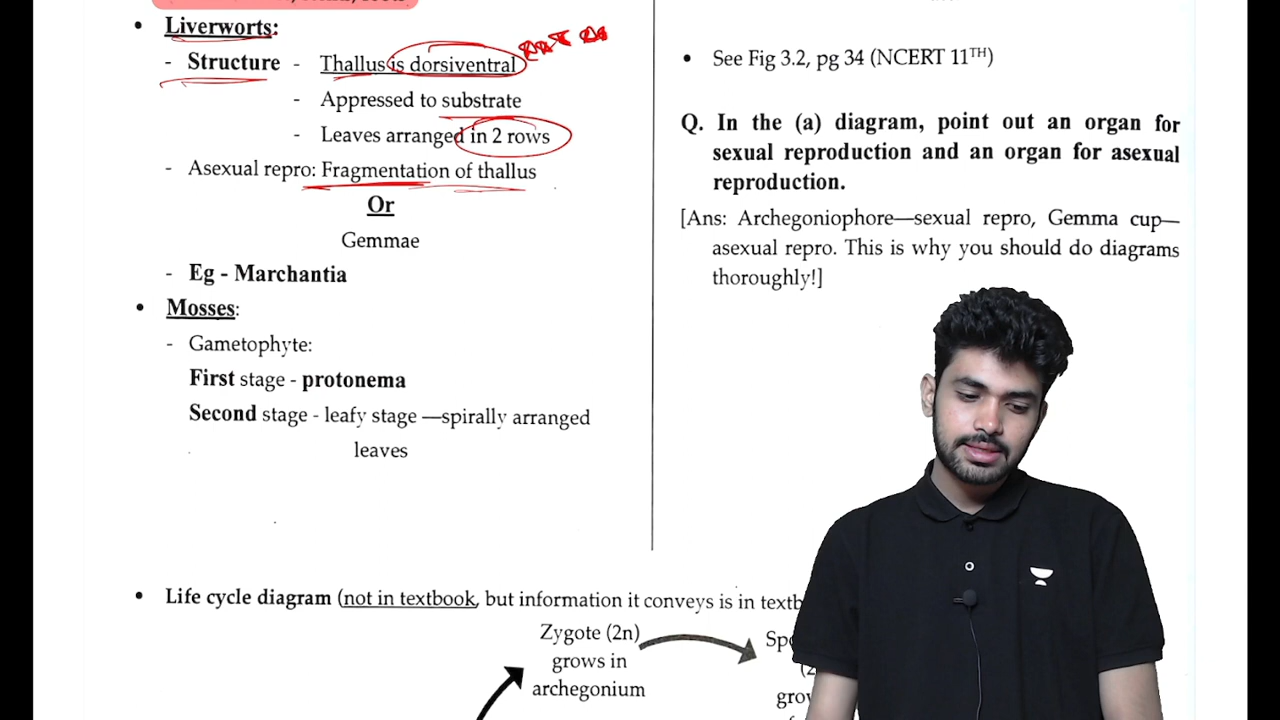 • Liverworts:
- Structure - Thallus is dorsiventral
- Appressed to substrate
- Leaves arranged in 2 rows
- Asexual repro: Fragmentation of thallus
Or
Gemmae
- Eg - Marchantia
• Mosses:
- Gametophyte:
First stage - protonema
Second stage - leafy stage —spirally arranged
leaves
• See Fig 3.2, pg 34 (NCERT 11TH)
Q. In the (a) diagram, point out an organ for
sexual reproduction and an organ for asexual
reproduction.
[Ans: Archegoniophore—sexual repro, Gemma cup—
asexual repro. This is why you should do diagrams
thoroughly!]
• Life cycle diagram (not in textbook, but information it conveys is in
Zygote (2n)
grows in
archegonium